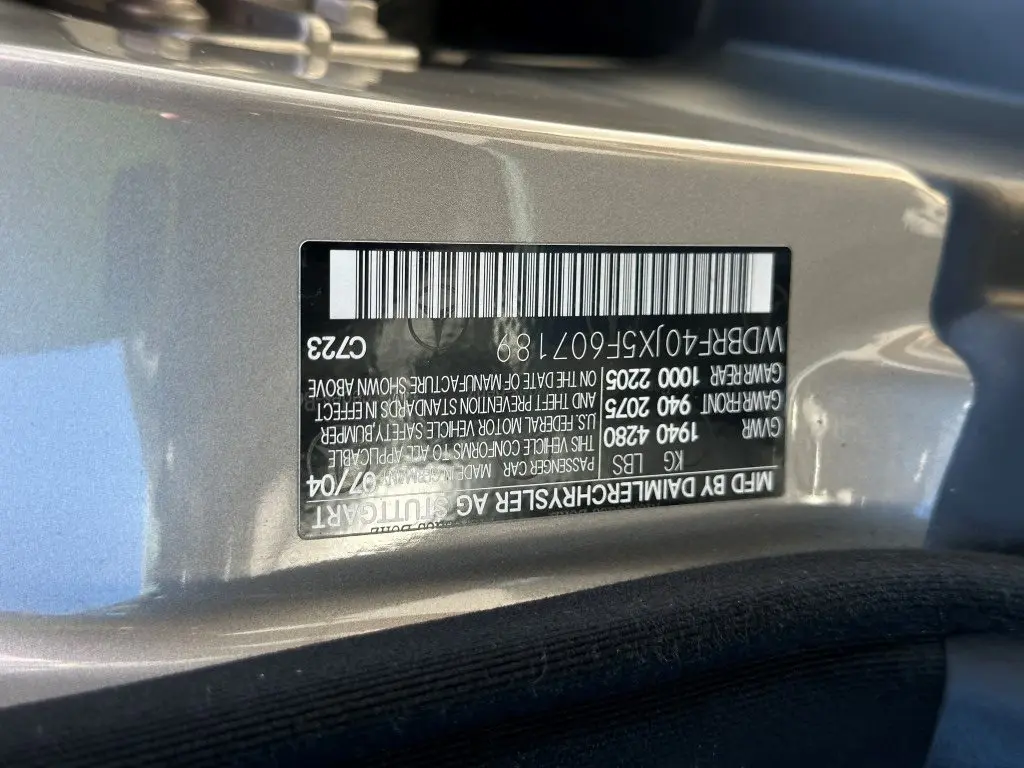 MFD BY DAIMLERCHRYSLER AG STUTTGART
KG LBS
GVWR 1940 4280
GAWR FRONT 940 2075
GAWR REAR 1000 2205
PASSENGER CAR MADE IN GERMANY 07/04
THIS VEHICLE CONFORMS TO ALL APPLICABLE
U.S. FEDERAL MOTOR VEHICLE SAFETY,BUMPER
AND THEFT PREVENTION STANDARDS IN EFFECT
ON THE DATE OF MANUFACTURE SHOWN ABOVE
WDBRF40JX5F607189 C723